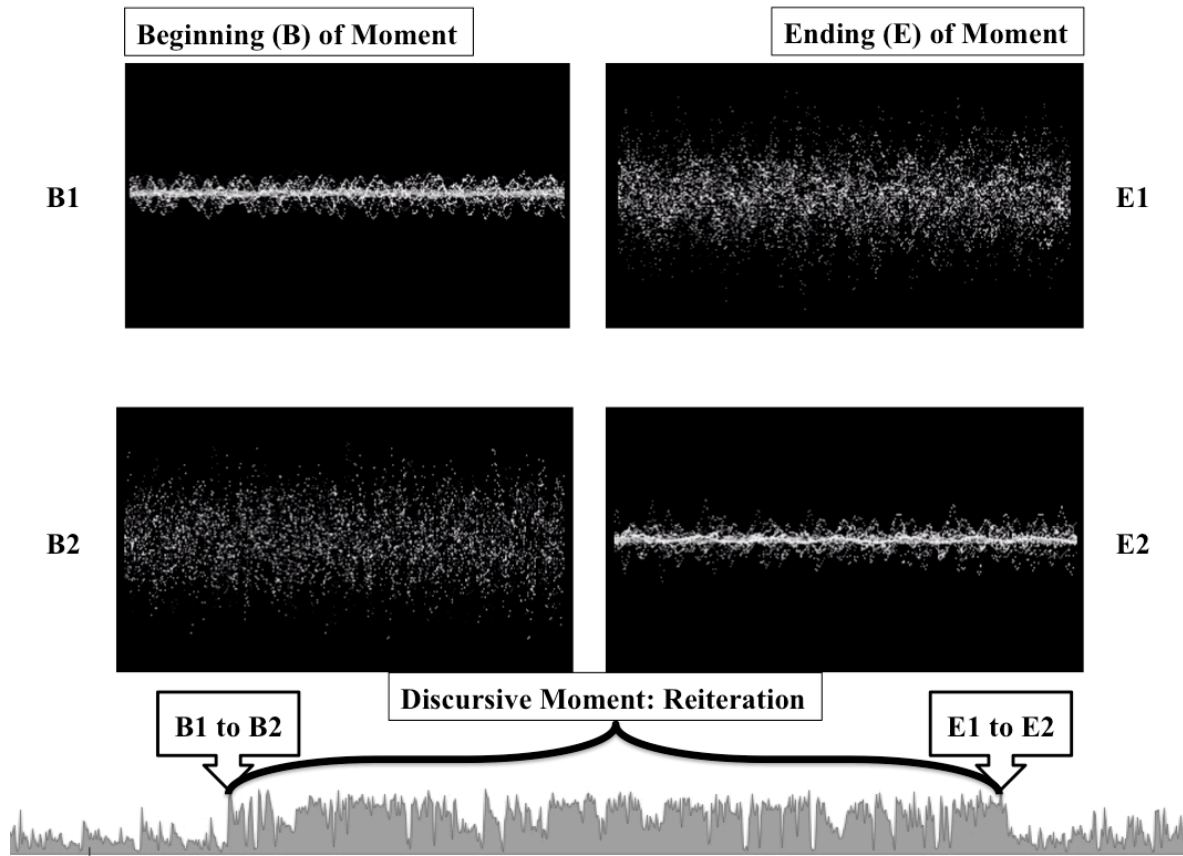 Beginning (B) of Moment
Ending (E) of Moment
B1
E1
B2
E2
Discursive Moment: Reiteration
B1 to B2
E1 to E2